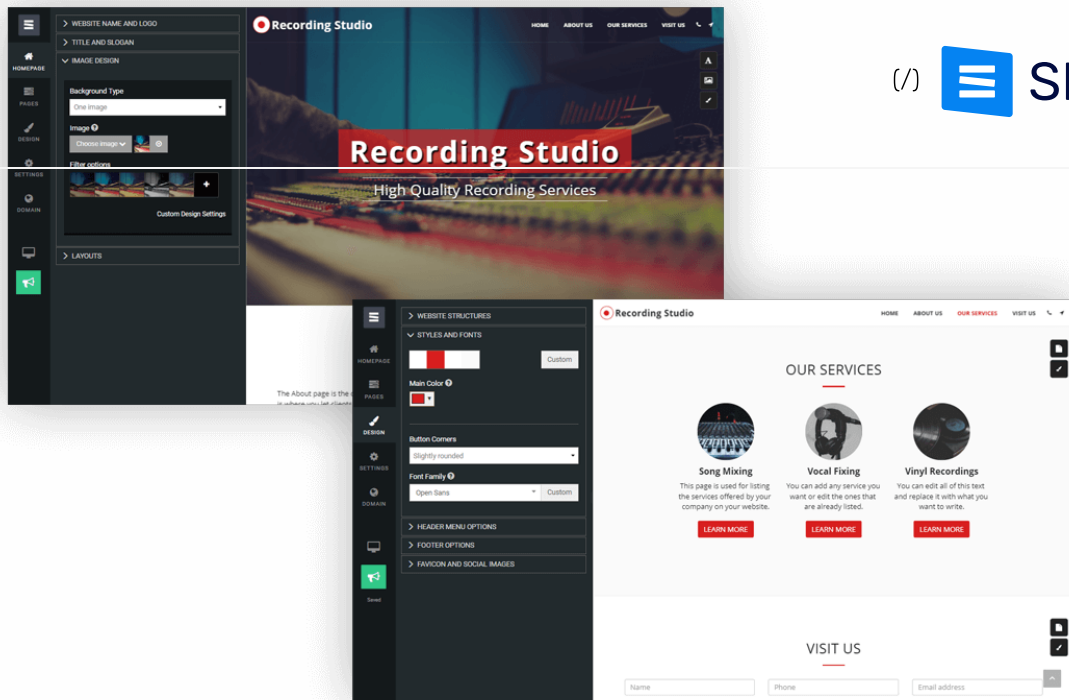 WEBSITE NAME AND LOGO
TITLE AND SLOGAN
IMAGE DESIGN
Background Type
One Image
Image
Choose image
Filter options
Custom Design Settings
LAYOUTS
HOMEPAGE
PAGES
DESIGN
SETTINGS
DOMAIN
Recording Studio
HOME ABOUT US OUR SERVICES VISIT US
A
Recording Studio
High Quality Recording Services
The About page is the
(/)
HOMEPAGE
PAGES
DESIGN
SETTINGS
DOMAIN
Saved
WEBSITE STRUCTURES
STYLES AND FONTS
Custom
Main Color
Button Corners
Slightly rounded
Font Family
Open Sans Custom
HEADER MENU OPTIONS
FOOTER OPTIONS
FAVICON AND SOCIAL IMAGES
Recording Studio
HOME ABOUT US OUR SERVICES VISIT US
OUR SERVICES
Song Mixing
This page is used for listing
the services offered by your
company on your website.
LEARN MORE
Vocal Fixing
You can add any service you
want or edit the ones that
are already listed.
LEARN MORE
Vinyl Recordings
You can edit all of this text
and replace it with what you
want to write.
LEARN MORE
VISIT US
Name
Phone
Email address